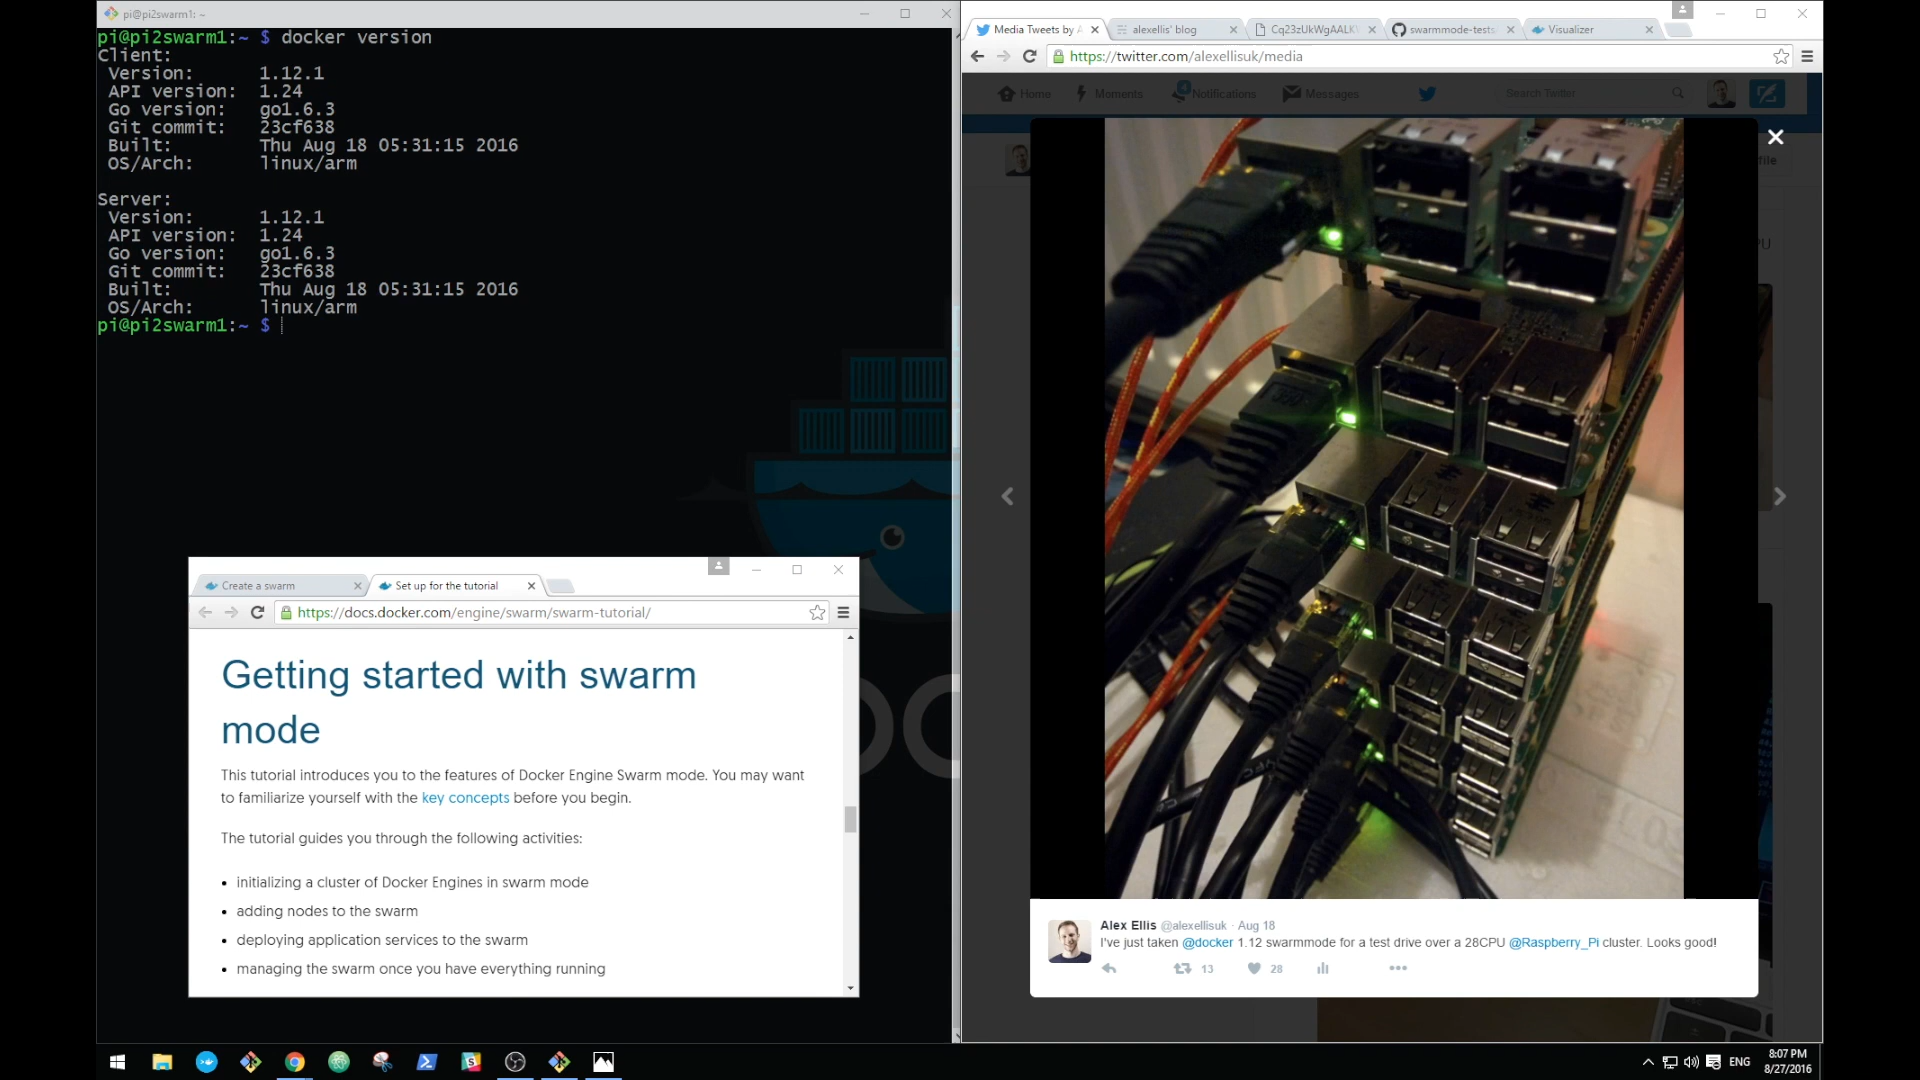 pi@pi2swarm1: ~
pi@pi2swarm1:~ $ docker version
Client:
Version: 1.12.1
API version: 1.24
Go version: go1.6.3
Git commit: 23cf638
Built: Thu Aug 18 05:31:15 2016
OS/Arch: linux/arm
Server:
Version: 1.12.1
API version: 1.24
Go version: go1.6.3
Git commit: 23cf638
Built: Thu Aug 18 05:31:15 2016
OS/Arch: linux/arm
pi@pi2swarm1:~ $
Create a swarm
Set up for the tutorial
https://docs.docker.com/engine/swarm/swarm-tutorial/
Getting started with swarm
mode
This tutorial introduces you to the features of Docker Engine Swarm mode. You may want
to familiarize yourself with the key concepts before you begin.
The tutorial guides you through the following activities:
• initializing a cluster of Docker Engines in swarm mode
• adding nodes to the swarm
• deploying application services to the swarm
• managing the swarm once you have everything running
Media Tweets by A
alexellis' blog
Cq23zUkWgAALK
swarmmode-tests
Visualizer
https://twitter.com/alexellisuk/media
Home Moments Notifications Messages Search Twitter
Alex Ellis @alexellisuk · Aug 18
I've just taken @docker 1.12 swarmmode for a test drive over a 28CPU @Raspberry_Pi cluster. Looks good!
13 28
ENG
8:07 PM
8/27/2016